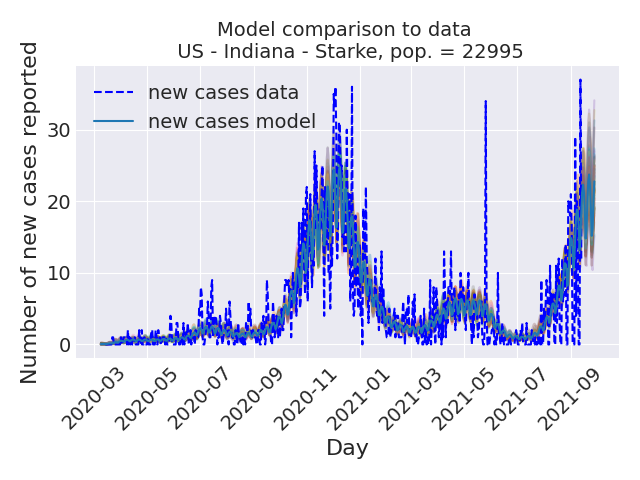 Model comparison to data
US - Indiana - Starke, pop. = 22995
Number of new cases reported
new cases data
new cases model
30
20
10
0
2020-03
2020-05
2020-07
2020-09
2020-11
2021-01
2021-03
2021-05
2021-07
2021-09
Day